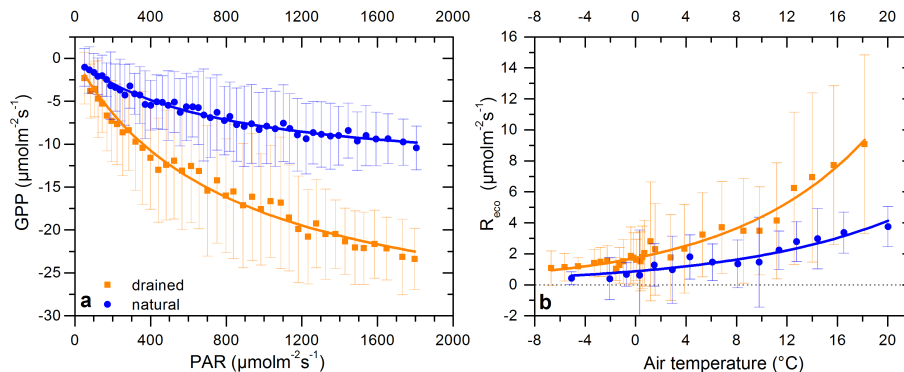 0 400 800 1200 1600 2000
-8 -4 0 4 8 12 16 20
0
-5
-10
-15
-20
-25
-30
GPP (µmolm⁻²s⁻¹)
a
drained
natural
0 400 800 1200 1600 2000
PAR (µmolm⁻²s⁻¹)
16
14
12
10
8
6
4
2
0
-2
R_eco (µmolm⁻²s⁻¹)
b
-8 -4 0 4 8 12 16 20
Air temperature (°C)